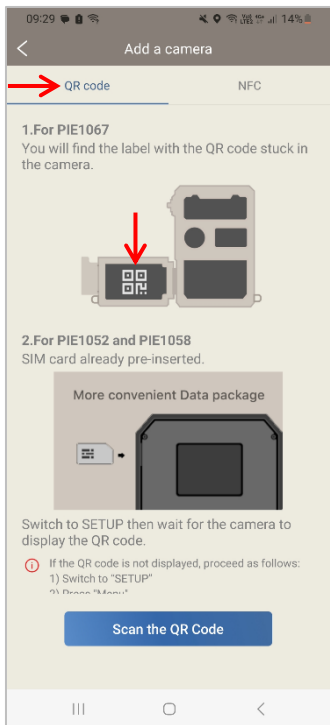 09:29 14%
Add a camera
QR code NFC
1.For PIE1067
You will find the label with the QR code stuck in
the camera.
2.For PIE1052 and PIE1058
SIM card already pre-inserted.
More convenient Data package
Switch to SETUP then wait for the camera to
display the QR code.
If the QR code is not displayed, proceed as follows:
1) Switch to "SETUP"
2) Press "Menu"
Scan the QR Code